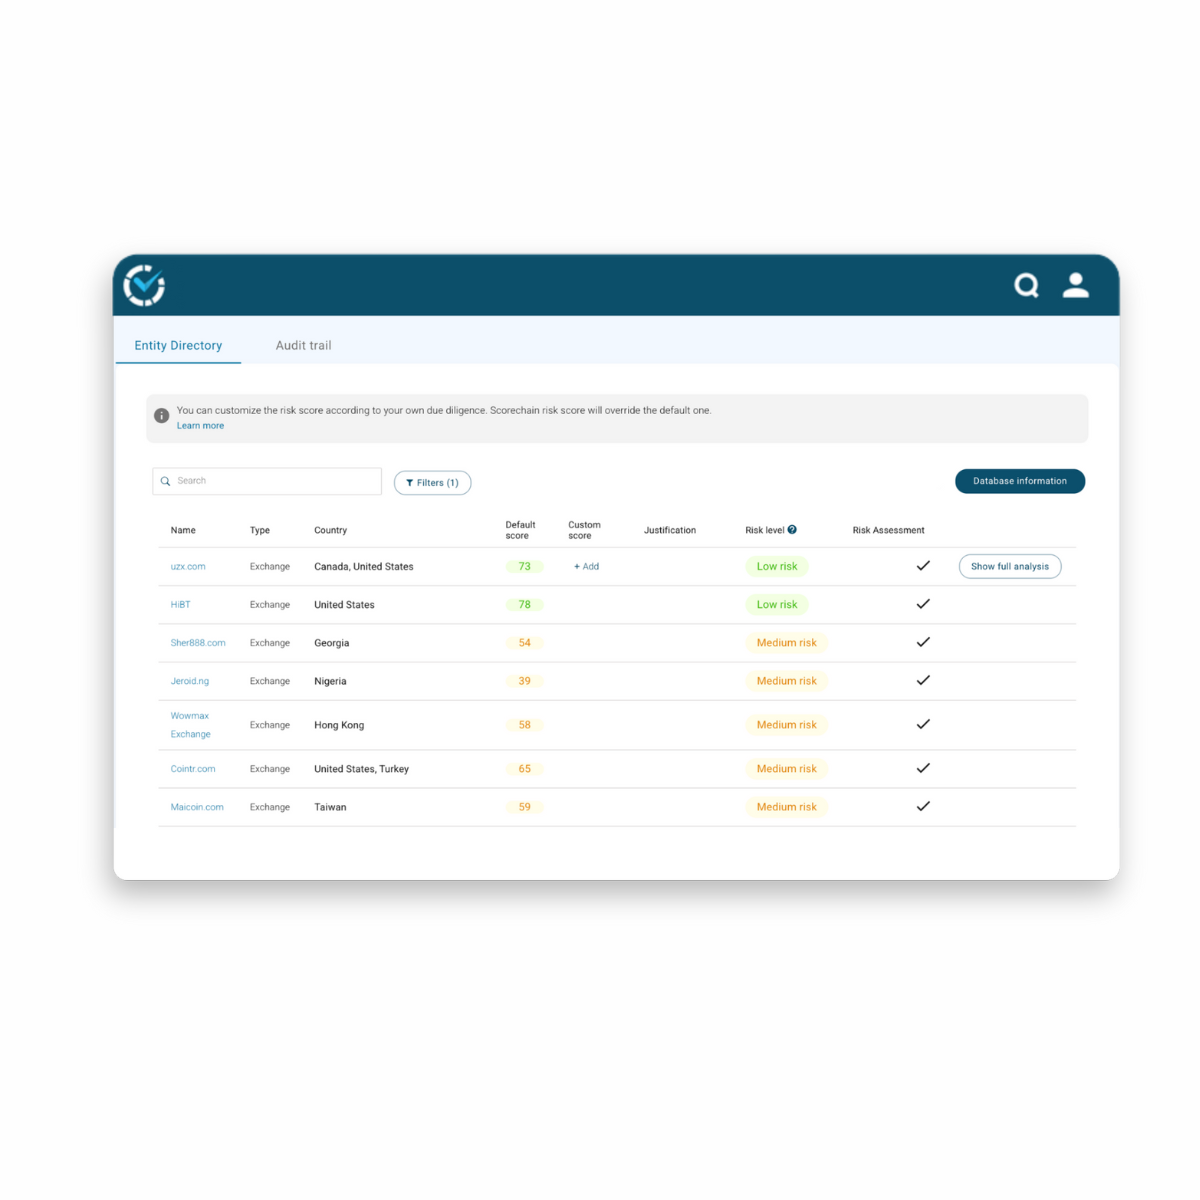 Entity Directory Audit trail
You can customize the risk score according to your own due diligence. Scorechain risk score will override the default one.
Learn more
Search Filters (1) Database information
Name Type Country Default score Custom score Justification Risk level Risk Assessment
uzx.com Exchange Canada, United States 73 + Add Low risk Show full analysis
HiBT Exchange United States 78 Low risk
Sher888.com Exchange Georgia 54 Medium risk
Jeroid.ng Exchange Nigeria 39 Medium risk
Wowmax Exchange Exchange Hong Kong 58 Medium risk
Cointr.com Exchange United States, Turkey 65 Medium risk
Maicoin.com Exchange Taiwan 59 Medium risk